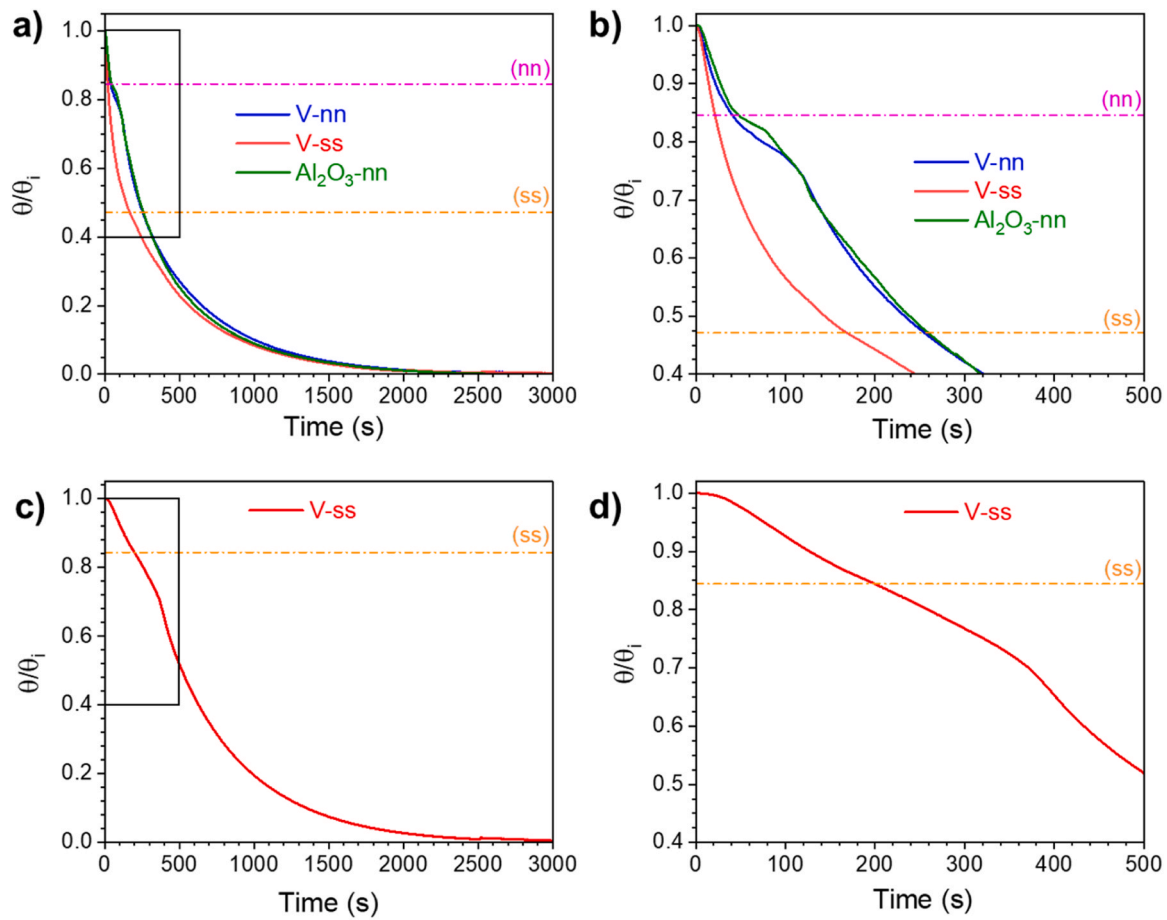 a)
θ/θi
1.0
0.8
0.6
0.4
0.2
0.0
(nn)
V-nn
V-ss
Al2O3-nn
(ss)
0 500 1000 1500 2000 2500 3000
Time (s)
b)
θ/θi
1.0
0.9
0.8
0.7
0.6
0.5
0.4
(nn)
V-nn
V-ss
Al2O3-nn
(ss)
0 100 200 300 400 500
Time (s)
c)
θ/θi
1.0
0.8
0.6
0.4
0.2
0.0
V-ss
(ss)
0 500 1000 1500 2000 2500 3000
Time (s)
d)
θ/θi
1.0
0.9
0.8
0.7
0.6
0.5
0.4
V-ss
(ss)
0 100 200 300 400 500
Time (s)